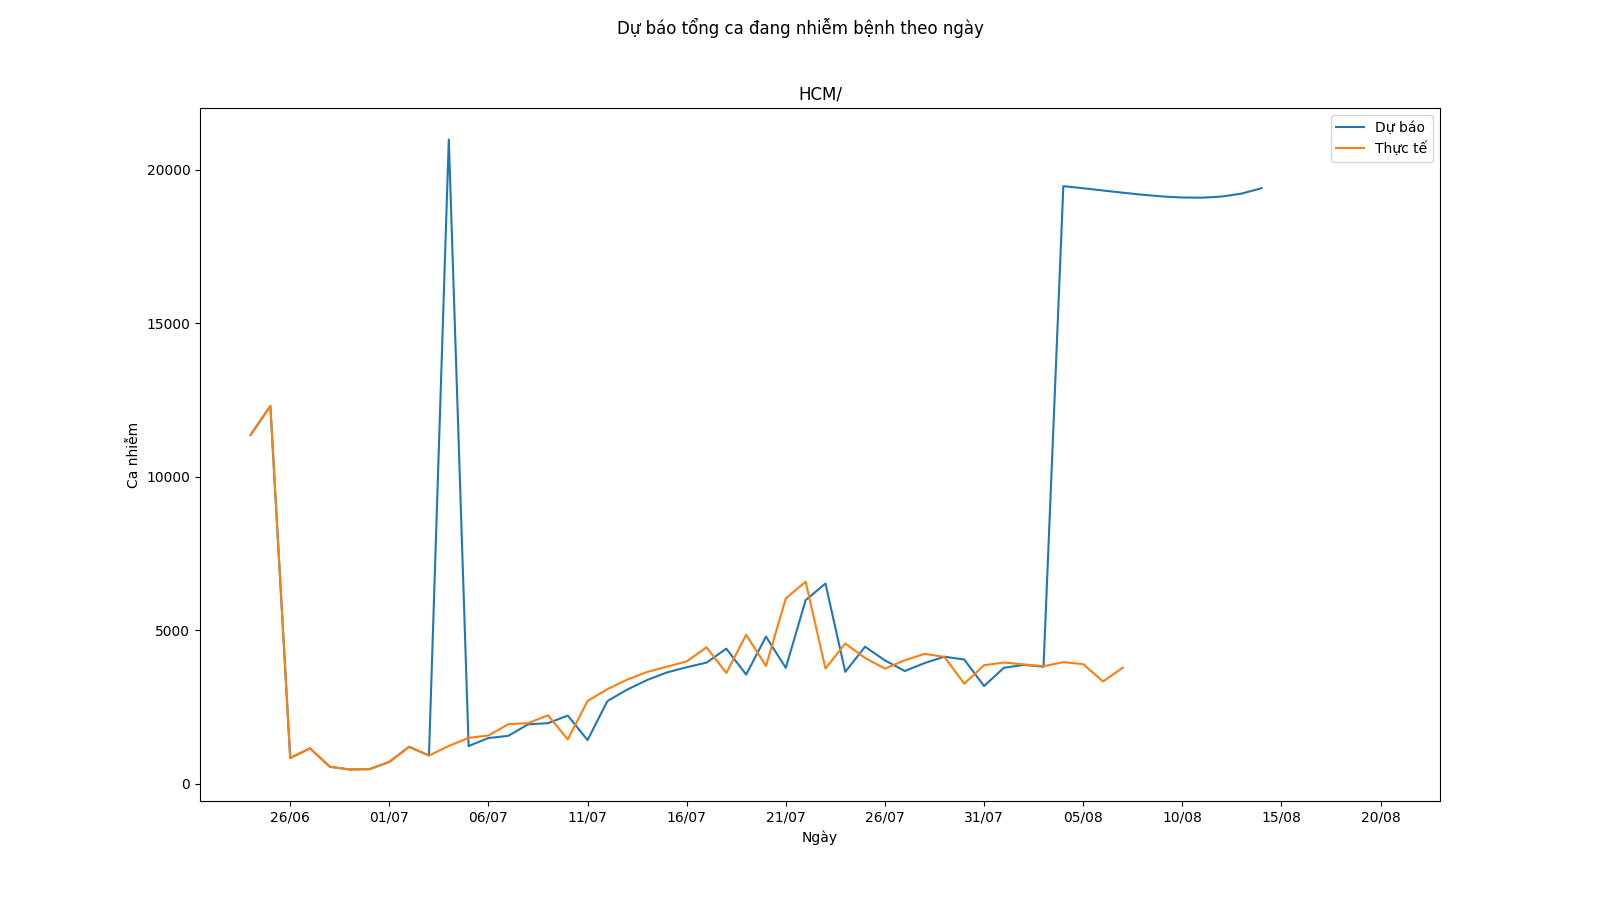 Dự báo tổng ca đang nhiễm bệnh theo ngày
HCM/
Dự báo
Thực tế
20000
15000
10000
5000
0
Ca nhiễm
26/06 01/07 06/07 11/07 16/07 21/07 26/07 31/07 05/08 10/08 15/08 20/08
Ngày